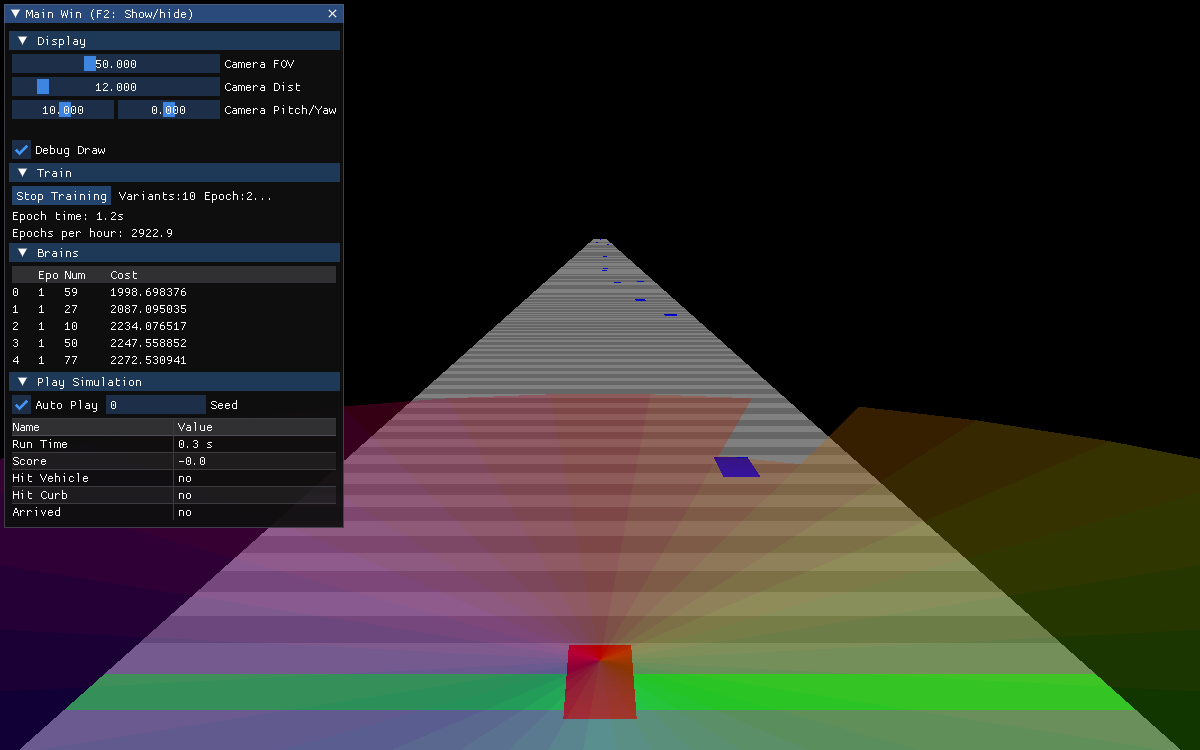 Main Win (F2: Show/hide)
Display
50.000 Camera FOV
12.000 Camera Dist
10.000 0.000 Camera Pitch/Yaw
Debug Draw
Train
Stop Training Variants:10 Epoch:2...
Epoch time: 1.2s
Epochs per hour: 2922.9
Brains
Epo Num Cost
0 1 59 1998.698376
1 1 27 2087.095035
2 1 10 2234.076517
3 1 50 2247.558852
4 1 77 2272.530941
Play Simulation
Auto Play 0 Seed
Name Value
Run Time 0.3 s
Score -0.0
Hit Vehicle no
Hit Curb no
Arrived no